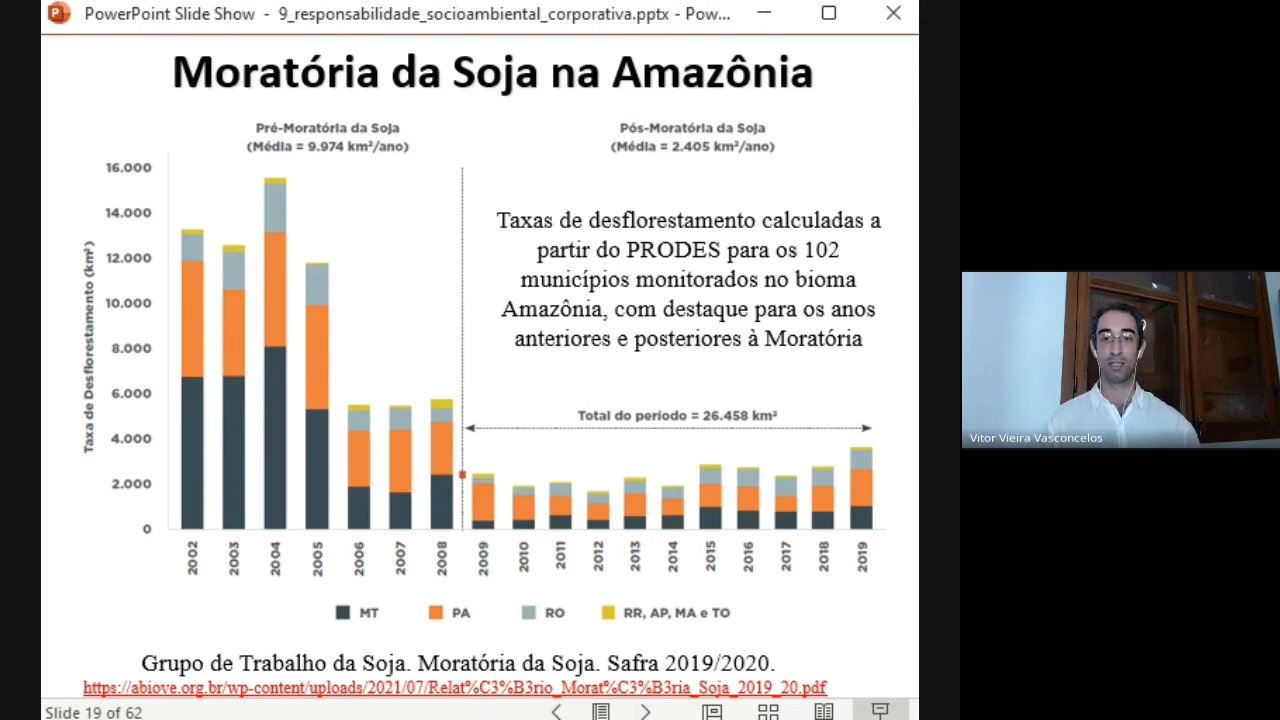 PowerPoint Slide Show - 9_responsabilidade_socioambiental_corporativa.pptx - Pow...
Moratória da Soja na Amazônia
Pré-Moratória da Soja
(Média = 9.974 km²/ano)
Pós-Moratória da Soja
(Média = 2.405 km²/ano)
Taxas de desflorestamento calculadas a
partir do PRODES para os 102
municípios monitorados no bioma
Amazônia, com destaque para os anos
anteriores e posteriores à Moratória
Total do período = 26.458 km²
Taxa de Desflorestamento (km²)
16.000
14.000
12.000
10.000
8.000
6.000
4.000
2.000
0
2002 2003 2004 2005 2006 2007 2008 2009 2010 2011 2012 2013 2014 2015 2016 2017 2018 2019
MT PA RO RR, AP, MA e TO
Grupo de Trabalho da Soja. Moratória da Soja. Safra 2019/2020.
https://abiove.org.br/wp-content/uploads/2021/07/Relat%C3%B3rio_Morat%C3%B3ria_Soja_2019_20.pdf
Slide 19 of 62
Vitor Vieira Vasconcelos